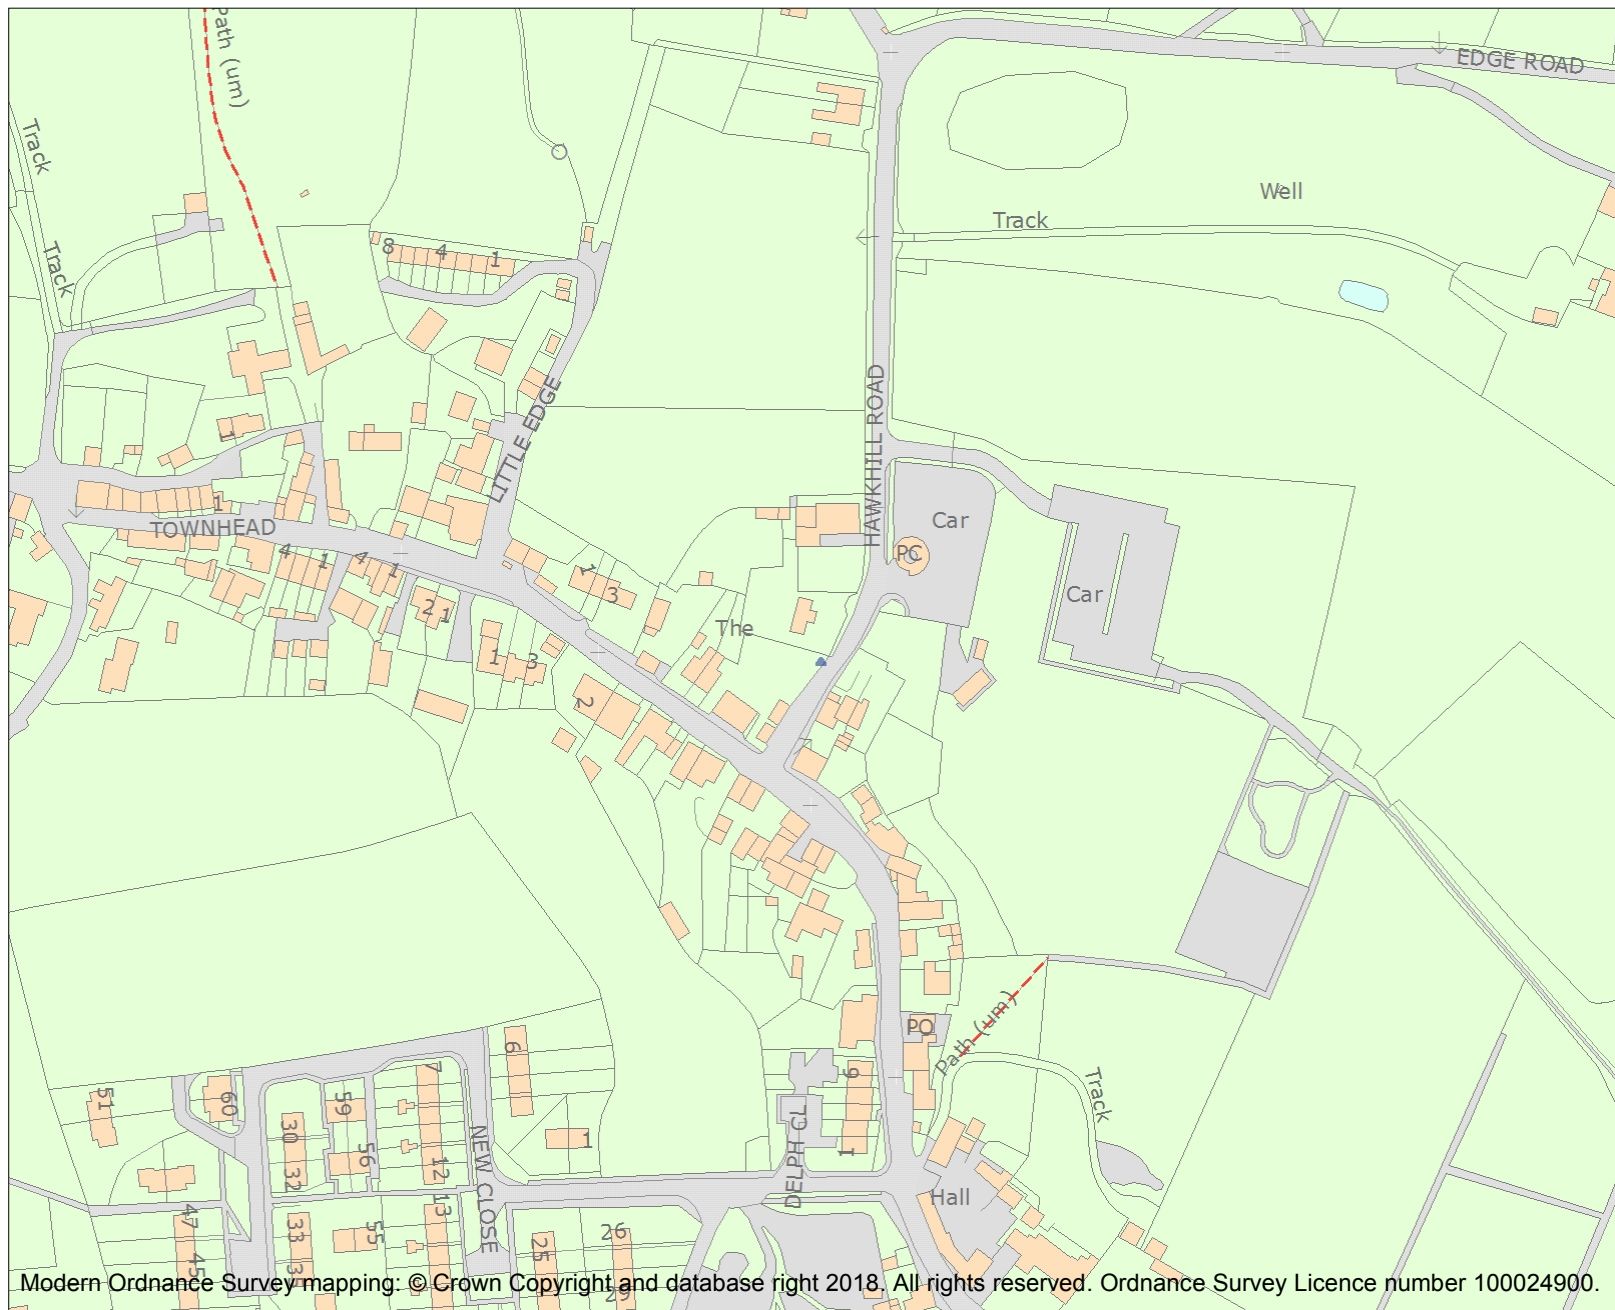 Path (um)
EDGE ROAD
Track
Well
Track
Track
8
4
1
HAWKHILL ROAD
LITTLE EDGE
1
1
TOWNHEAD
Car
PC
4
1
4
1
1
3
Car
2
1
The
1
3
2
PO
Path (um)
Track
6
7
9
51
60
59
30
1
56
NEW CLOSE
DELPH CL
1
32
12
13
Hall
47
33
55
26
25
45
38
29
Modern Ordnance Survey mapping: © Crown Copyright and database right 2018. All rights reserved. Ordnance Survey Licence number 100024900.